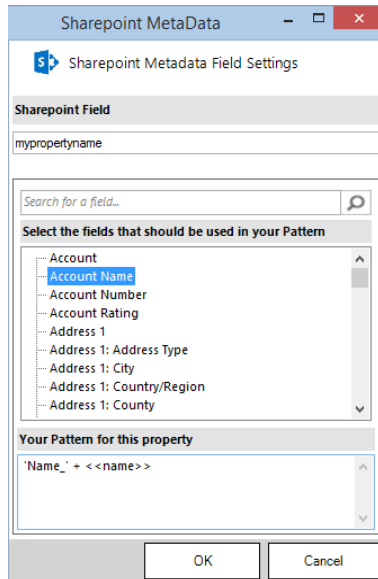 Sharepoint MetaData
Sharepoint Metadata Field Settings
Sharepoint Field
mypropertyname
Search for a field...
Select the fields that should be used in your Pattern
Account
Account Name
Account Number
Account Rating
Address 1
Address 1: Address Type
Address 1: City
Address 1: Country/Region
Address 1: County
Your Pattern for this property
'Name_' + <<name>>
OK Cancel